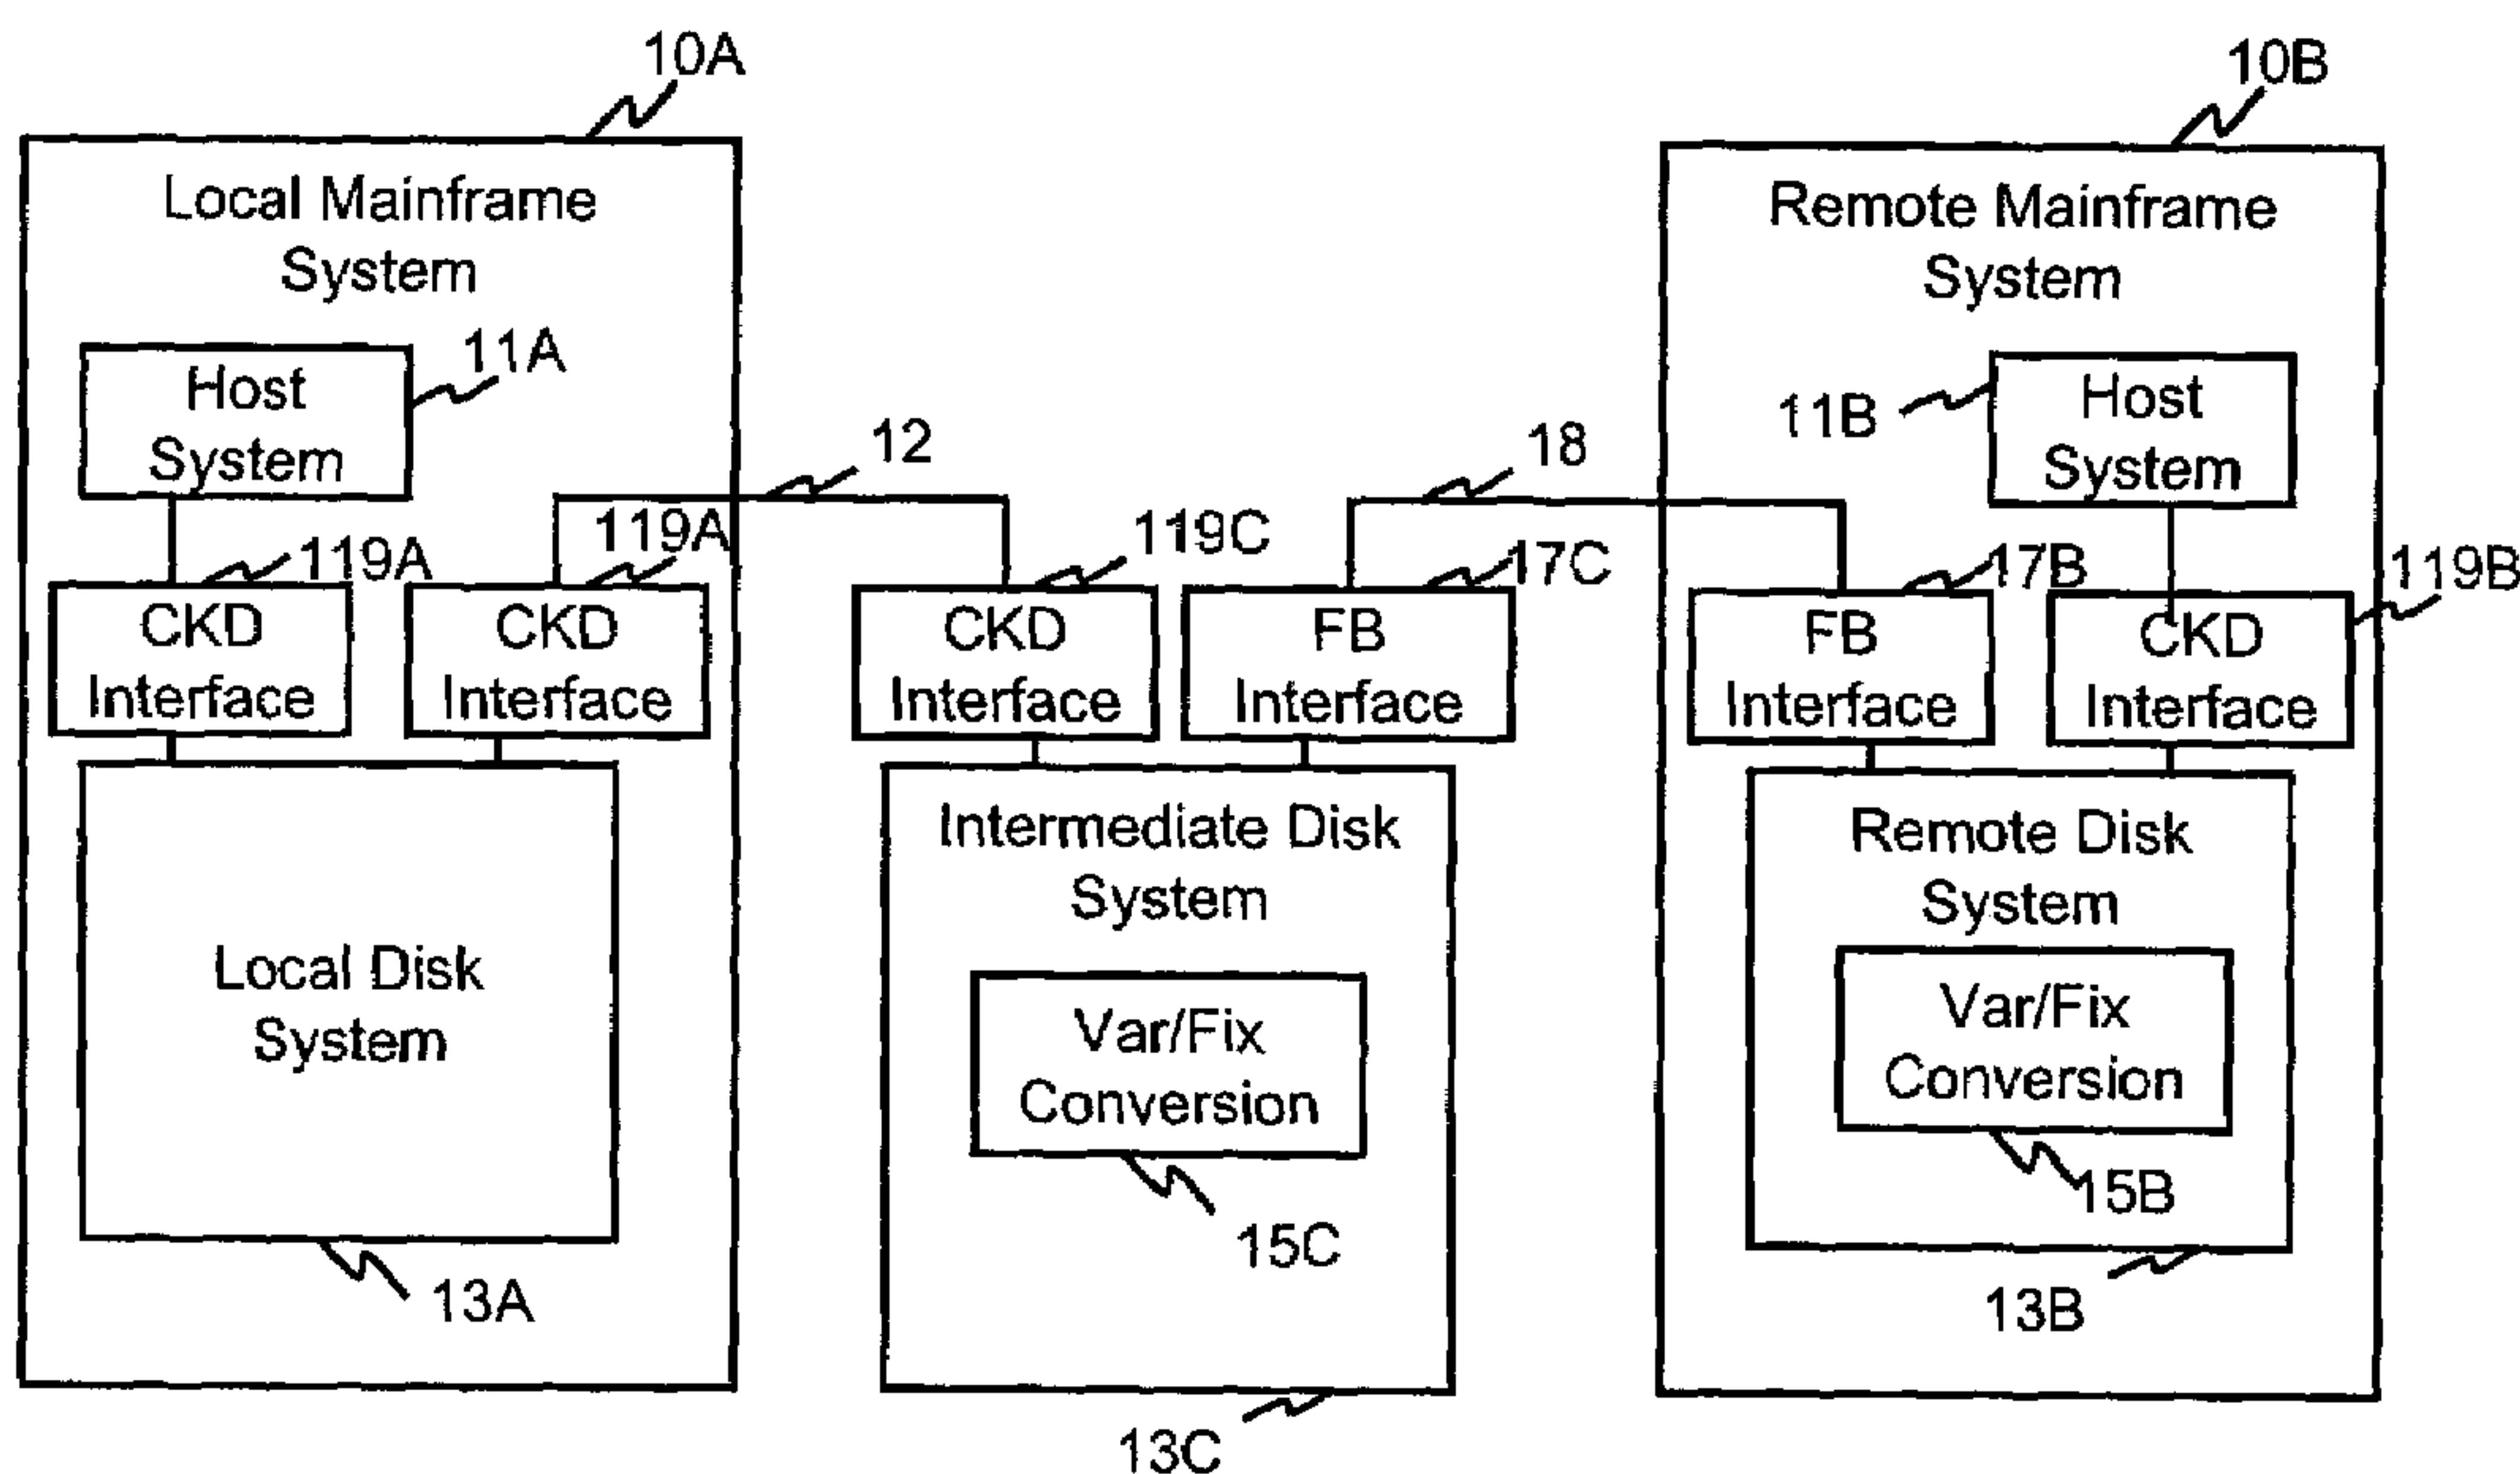 10A
10B
Local Mainframe
System
Remote Mainframe
System
11A
Host
System
11B
Host
System
12
18
119A
119A
119C
17C
17B
119B
CKD
Interface
CKD
Interface
CKD
Interface
FB
Interface
FB
Interface
CKD
Interface
Local Disk
System
Intermediate Disk
System
Remote Disk
System
Var/Fix
Conversion
Var/Fix
Conversion
15C
15B
13A
13B
13C